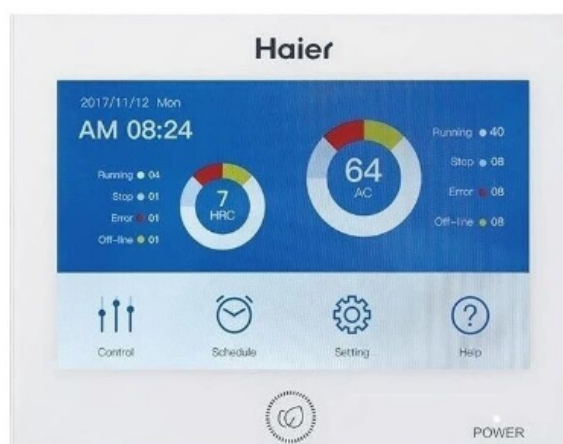 Haier
2017/11/12 Mon
AM 08:24
Running 04
Stop 01
Error 01
Off-line 01
7
HRC
64
AC
Running 40
Stop 08
Error 08
Off-line 08
Control
Schedule
Setting
Help
POWER